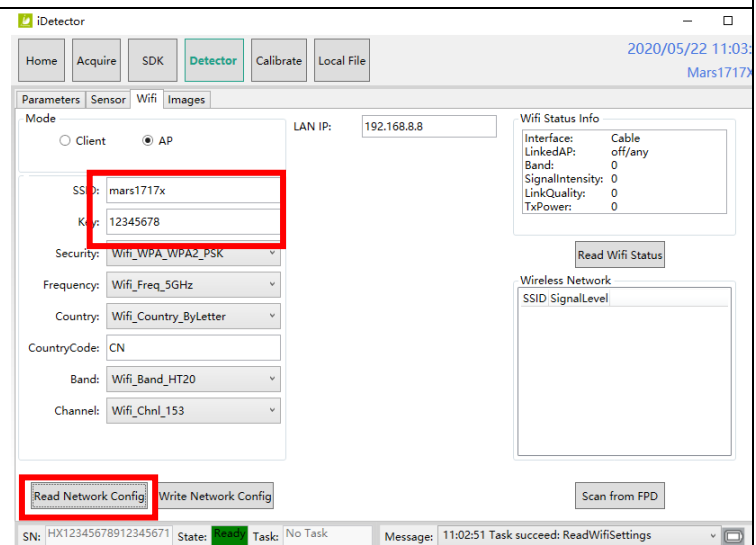 iDetector
Home Acquire SDK Detector Calibrate Local File
2020/05/22 11:03:
Mars1717X
Parameters Sensor Wifi Images
Mode
Client AP
LAN IP: 192.168.8.8
SSID: mars1717x
Key: 12345678
Security: Wifi_WPA_WPA2_PSK
Frequency: Wifi_Freq_5GHz
Country: Wifi_Country_ByLetter
CountryCode: CN
Band: Wifi_Band_HT20
Channel: Wifi_Chnl_153
Wifi Status Info
Interface: Cable
LinkedAP: off/any
Band: 0
SignalIntensity: 0
LinkQuality: 0
TxPower: 0
Read Wifi Status
Wireless Network
SSID SignalLevel
Read Network Config Write Network Config
Scan from FPD
SN: HX12345678912345671 State: Ready Task: No Task Message: 11:02:51 Task succeed: ReadWifiSettings